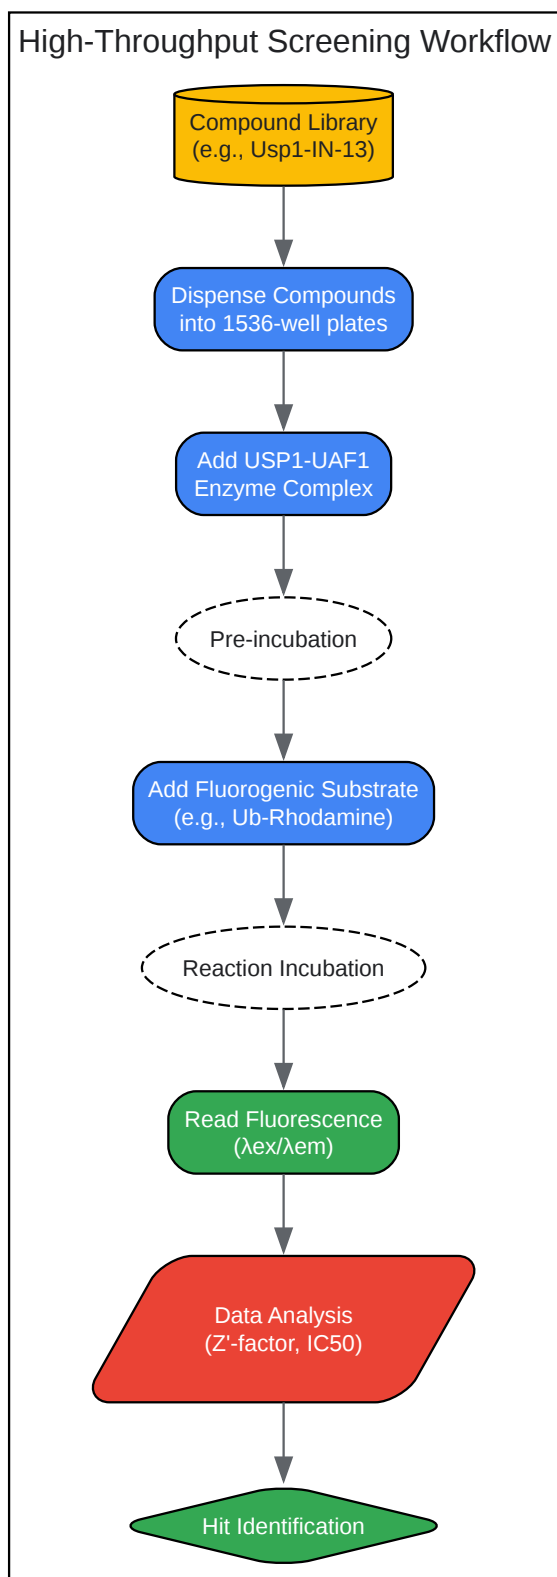 High-Throughput Screening Workflow
Compound Library
(e.g., Usp1-IN-13)
Dispense Compounds
into 1536-well plates
Add USP1-UAF1
Enzyme Complex
Pre-incubation
Add Fluorogenic Substrate
(e.g., Ub-Rhodamine)
Reaction Incubation
Read Fluorescence
(λex/λem)
Data Analysis
(Z'-factor, IC50)
Hit Identification